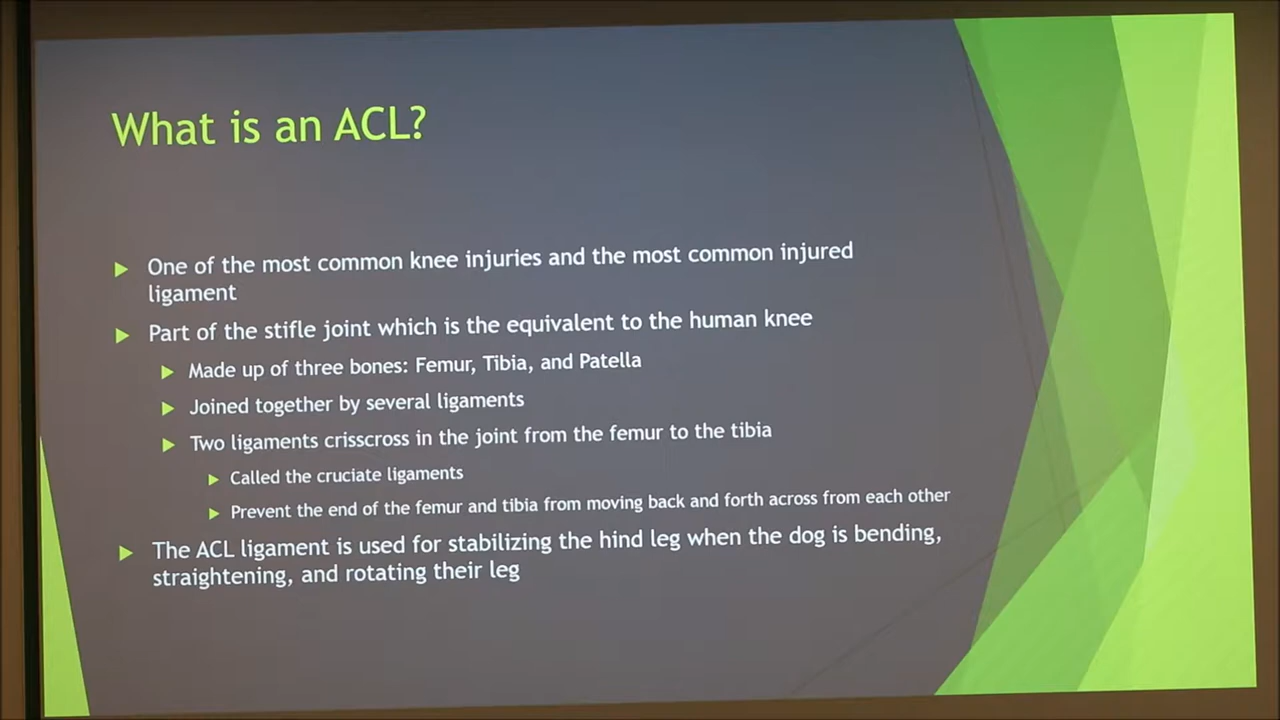 What is an ACL?
One of the most common knee injuries and the most common injured
ligament
Part of the stifle joint which is the equivalent to the human knee
Made up of three bones: Femur, Tibia, and Patella
Joined together by several ligaments
Two ligaments crisscross in the joint from the femur to the tibia
Called the cruciate ligaments
Prevent the end of the femur and tibia from moving back and forth across from each other
The ACL ligament is used for stabilizing the hind leg when the dog is bending,
straightening, and rotating their leg